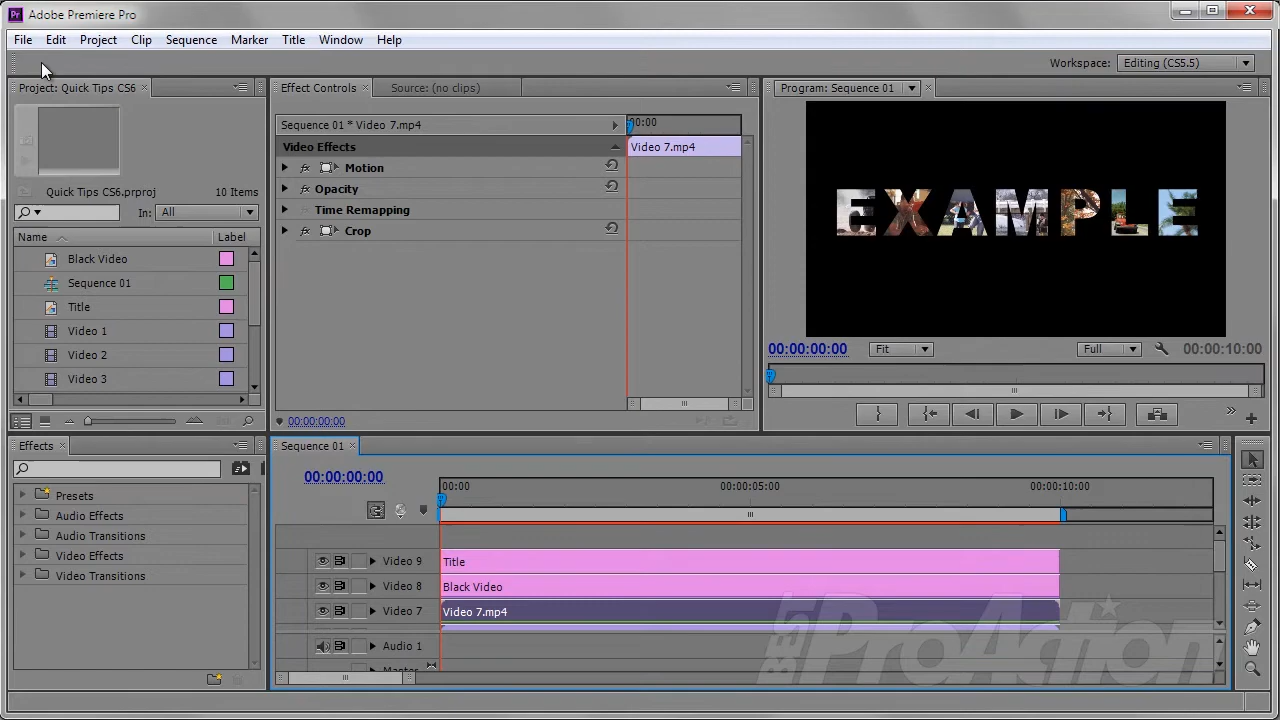 Adobe Premiere Pro
File Edit Project Clip Sequence Marker Title Window Help
Workspace: Editing (CS5.5)
Project: Quick Tips CS6
Quick Tips CS6.prproj 10 Items
In: All
Name Label
Black Video
Sequence 01
Title
Video 1
Video 2
Video 3
Effect Controls Source: (no clips)
Sequence 01 * Video 7.mp4 00:00
Video Effects Video 7.mp4
fx Motion
fx Opacity
Time Remapping
fx Crop
00:00:00:00
Program: Sequence 01
EXAMPLE
00:00:00:00 Fit Full 00:00:10:00
Effects
Presets
Audio Effects
Audio Transitions
Video Effects
Video Transitions
Sequence 01
00:00:00:00 00:00 00:00:05:00 00:00:10:00
Video 9 Title
Video 8 Black Video
Video 7 Video 7.mp4
Audio 1
Master
ProAction